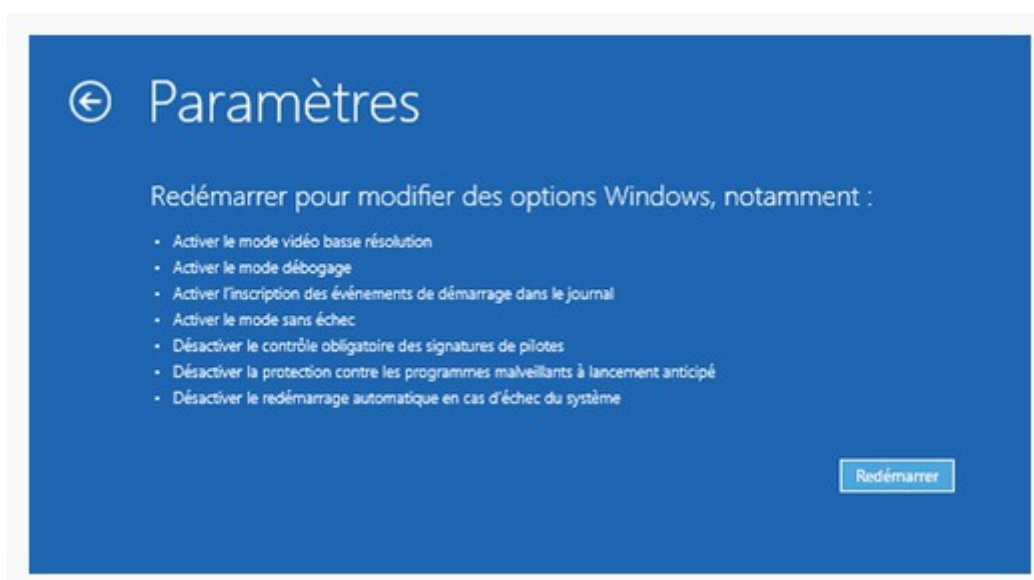 Paramètres
Redémarrer pour modifier des options Windows, notamment :
• Activer le mode vidéo basse résolution
• Activer le mode débogage
• Activer l'inscription des événements de démarrage dans le journal
• Activer le mode sans échec
• Désactiver le contrôle obligatoire des signatures de pilotes
• Désactiver la protection contre les programmes malveillants à lancement anticipé
• Désactiver le redémarrage automatique en cas d'échec du système
Redémarrer